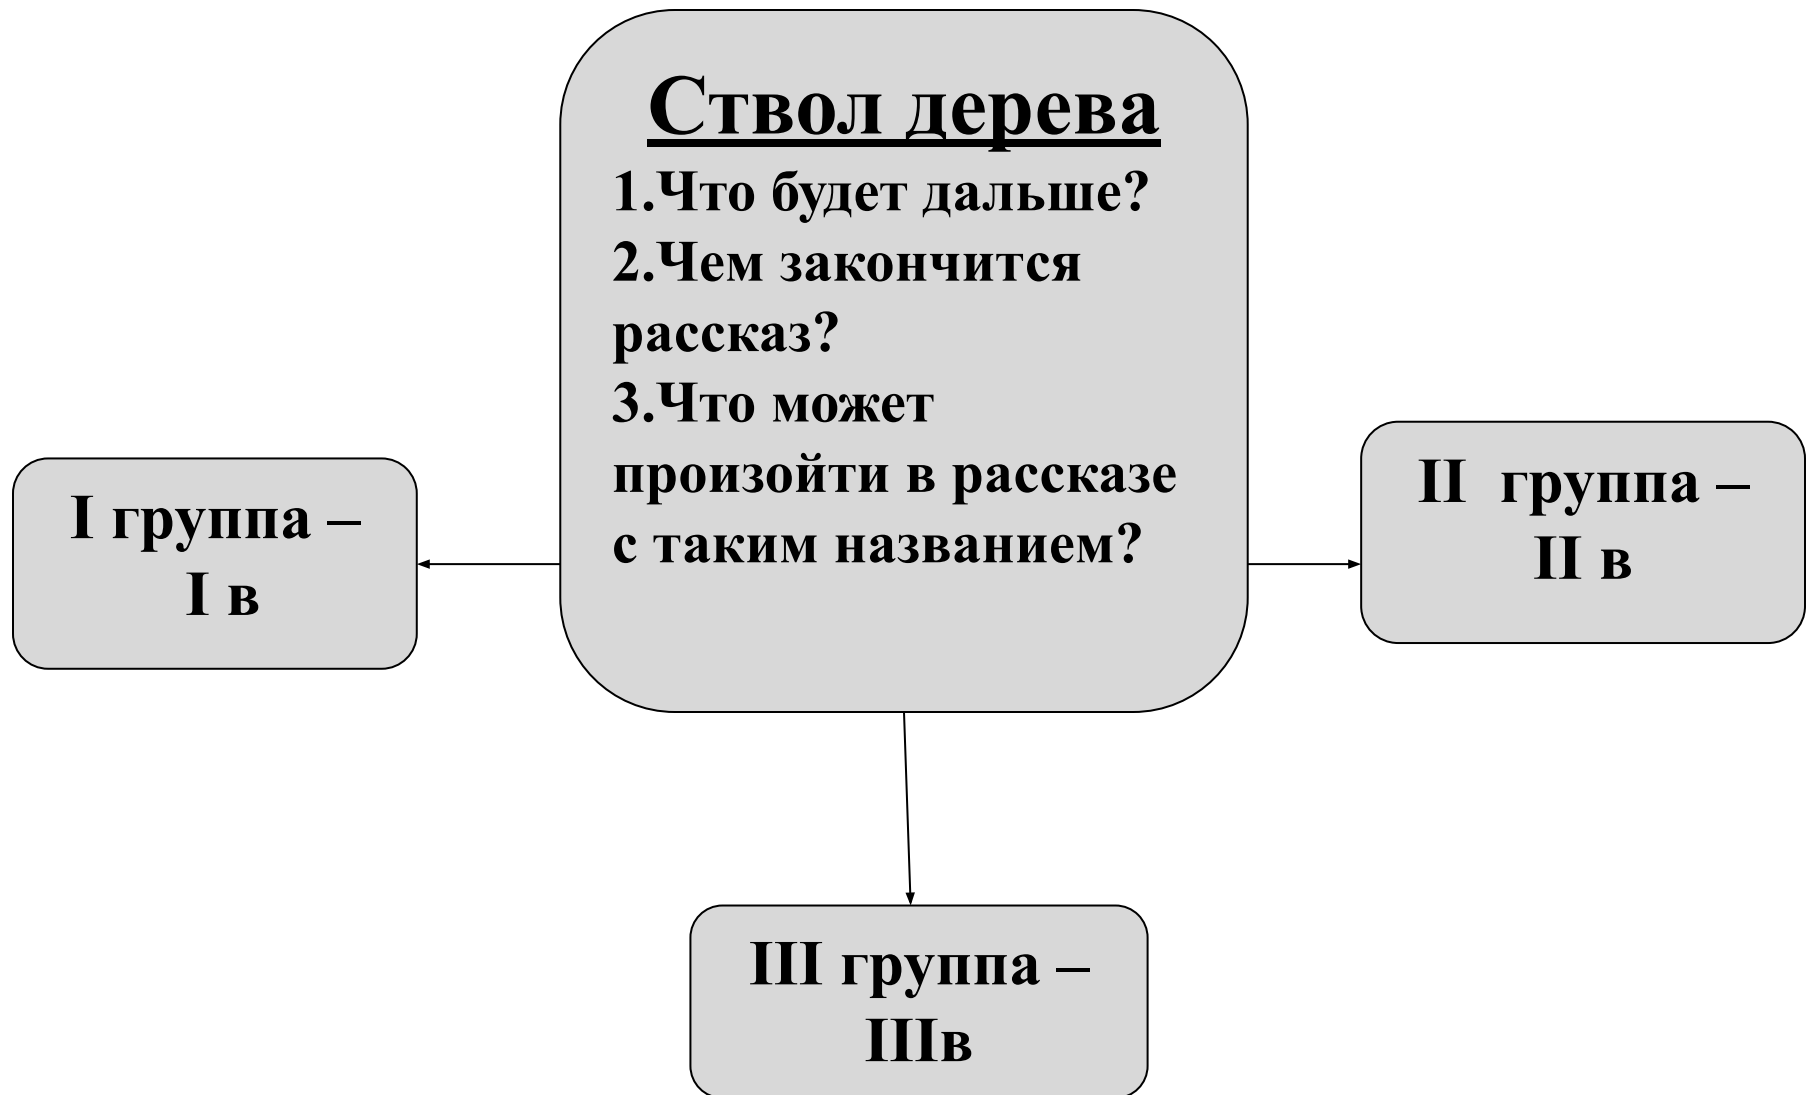 Ствол дерева
1.Что будет дальше?
2.Чем закончится
рассказ?
3.Что может
произойти в рассказе
с таким названием?
I группа –
I в
II  группа –
II в
III группа –
IIIв